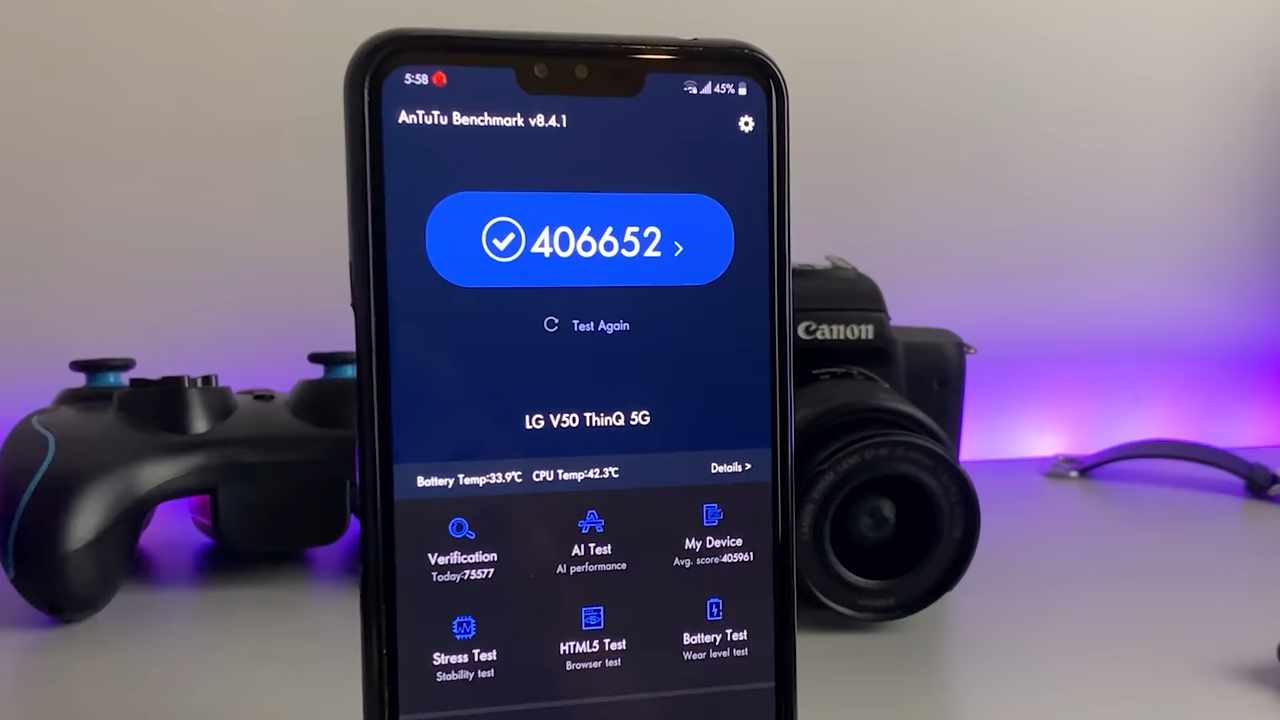 5:58
45%
AnTuTu Benchmark v8.4.1
406652 >
Test Again
LG V50 ThinQ 5G
Battery Temp:33.9℃ CPU Temp:42.3℃ Details >
Verification AI Test My Device
Today:75577 AI performance Avg. score:405961
Stress Test HTML5 Test Battery Test
Stability test Browser test Wear level test
Canon